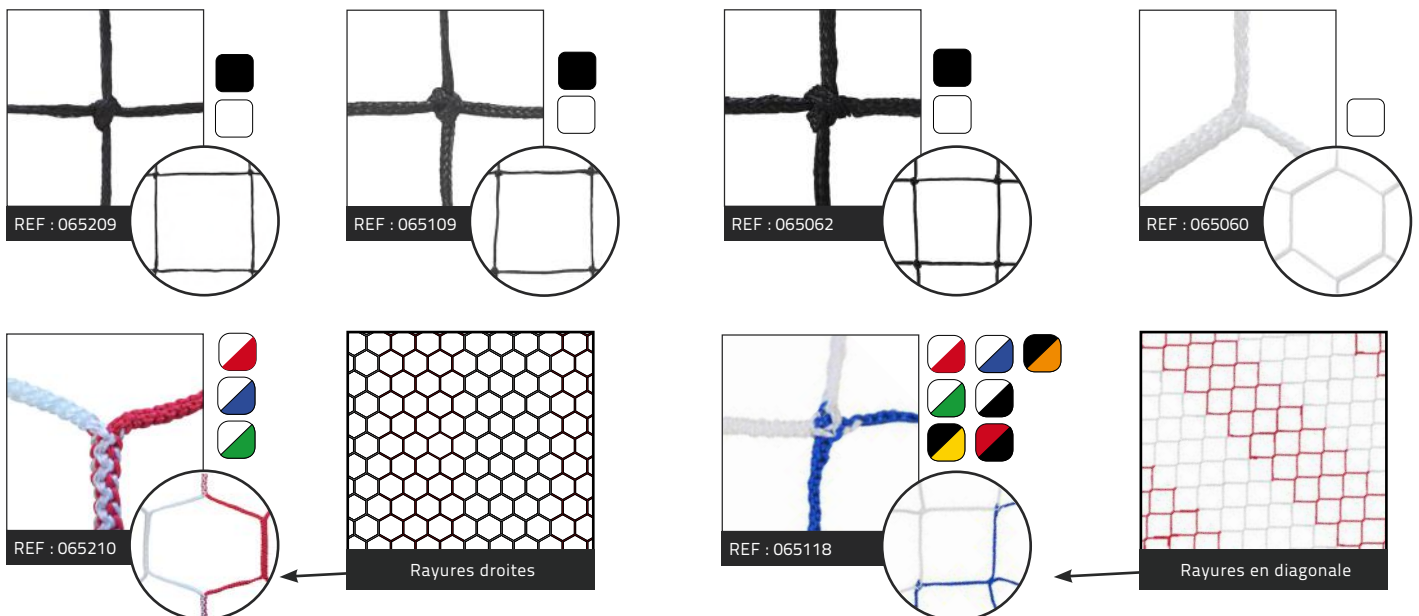 REF : 065209
REF : 065109
REF : 065062
REF : 065060
REF : 065210
Rayures droites
REF : 065118
Rayures en diagonale